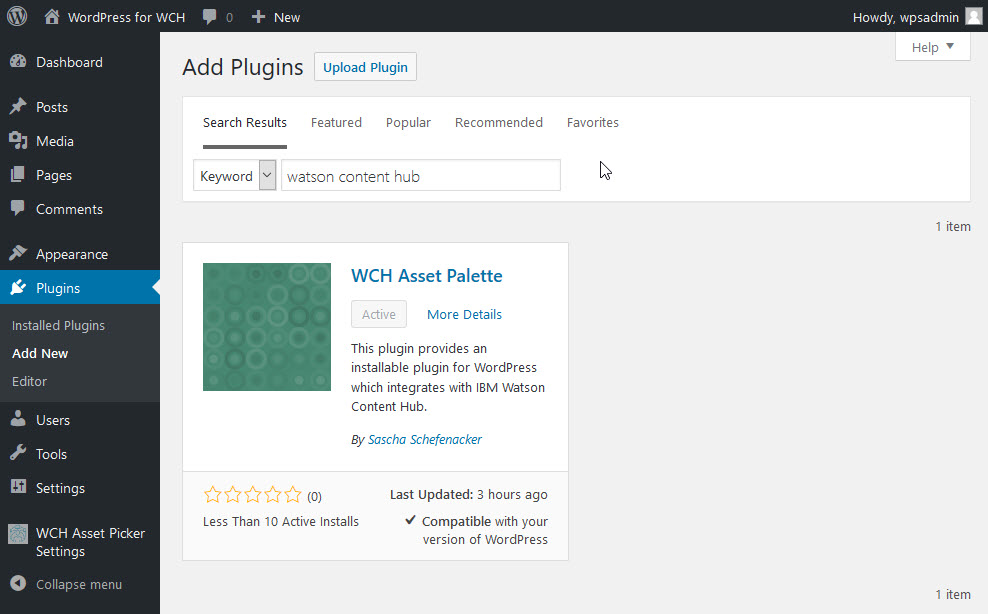 WordPress for WCH 0 New Howdy, wpsadmin
Help
Dashboard
Posts
Media
Pages
Comments
Appearance
Plugins
Installed Plugins
Add New
Editor
Users
Tools
Settings
WCH Asset Picker
Settings
Collapse menu
Add Plugins Upload Plugin
Search Results Featured Popular Recommended Favorites
Keyword watson content hub
1 item
WCH Asset Palette
Active More Details
This plugin provides an
installable plugin for WordPress
which integrates with IBM Watson
Content Hub.
By Sascha Schefenacker
(0)
Less Than 10 Active Installs
Last Updated: 3 hours ago
Compatible with your
version of WordPress
1 item